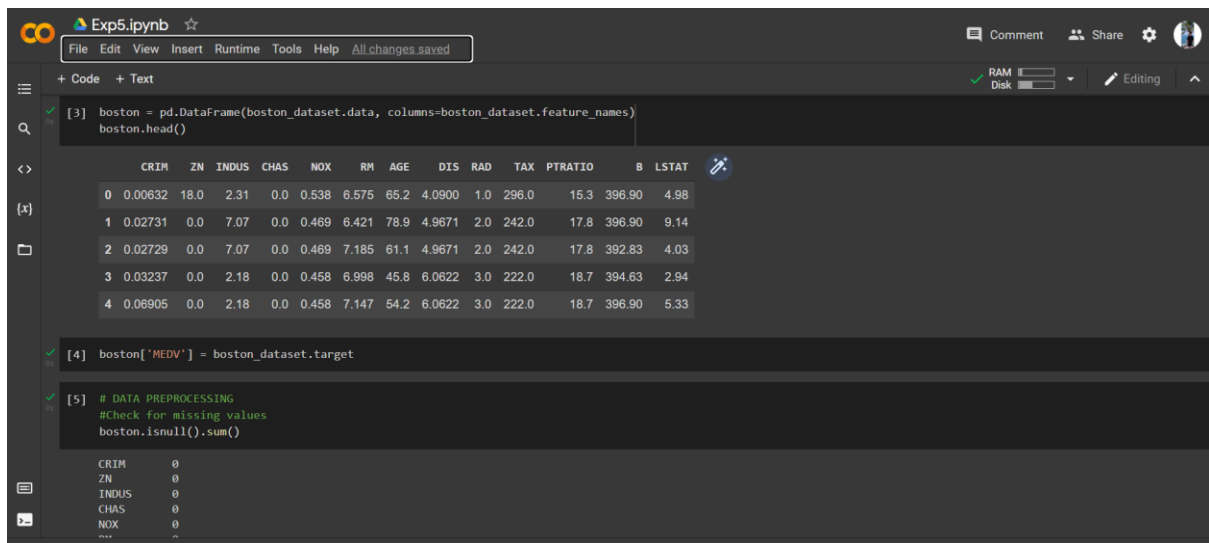 Exp5.ipynb
File Edit View Insert Runtime Tools Help All changes saved
Comment Share
+ Code + Text
RAM
Disk
Editing
[3] boston = pd.DataFrame(boston_dataset.data, columns=boston_dataset.feature_names)
boston.head()
CRIM ZN INDUS CHAS NOX RM AGE DIS RAD TAX PTRATIO B LSTAT
0 0.00632 18.0 2.31 0.0 0.538 6.575 65.2 4.0900 1.0 296.0 15.3 396.90 4.98
1 0.02731 0.0 7.07 0.0 0.469 6.421 78.9 4.9671 2.0 242.0 17.8 396.90 9.14
2 0.02729 0.0 7.07 0.0 0.469 7.185 61.1 4.9671 2.0 242.0 17.8 392.83 4.03
3 0.03237 0.0 2.18 0.0 0.458 6.998 45.8 6.0622 3.0 222.0 18.7 394.63 2.94
4 0.06905 0.0 2.18 0.0 0.458 7.147 54.2 6.0622 3.0 222.0 18.7 396.90 5.33
[4] boston['MEDV'] = boston_dataset.target
[5] # DATA PREPROCESSING
#Check for missing values
boston.isnull().sum()
CRIM 0
ZN 0
INDUS 0
CHAS 0
NOX 0